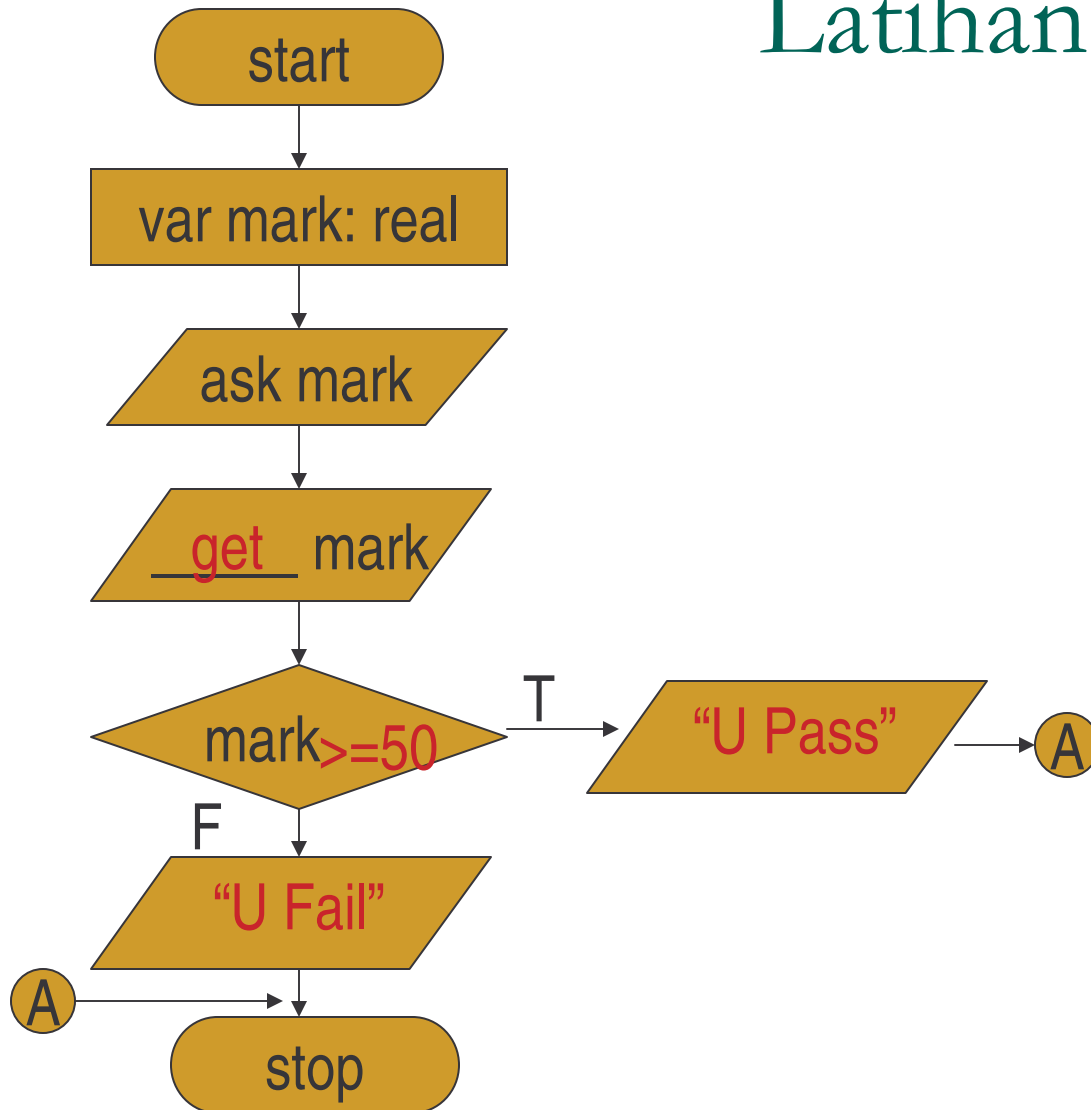 Latihan
start
var mark: real
ask mark
get mark
mark>=50
T
“U Pass”
A
F
“U Fail”
A
stop